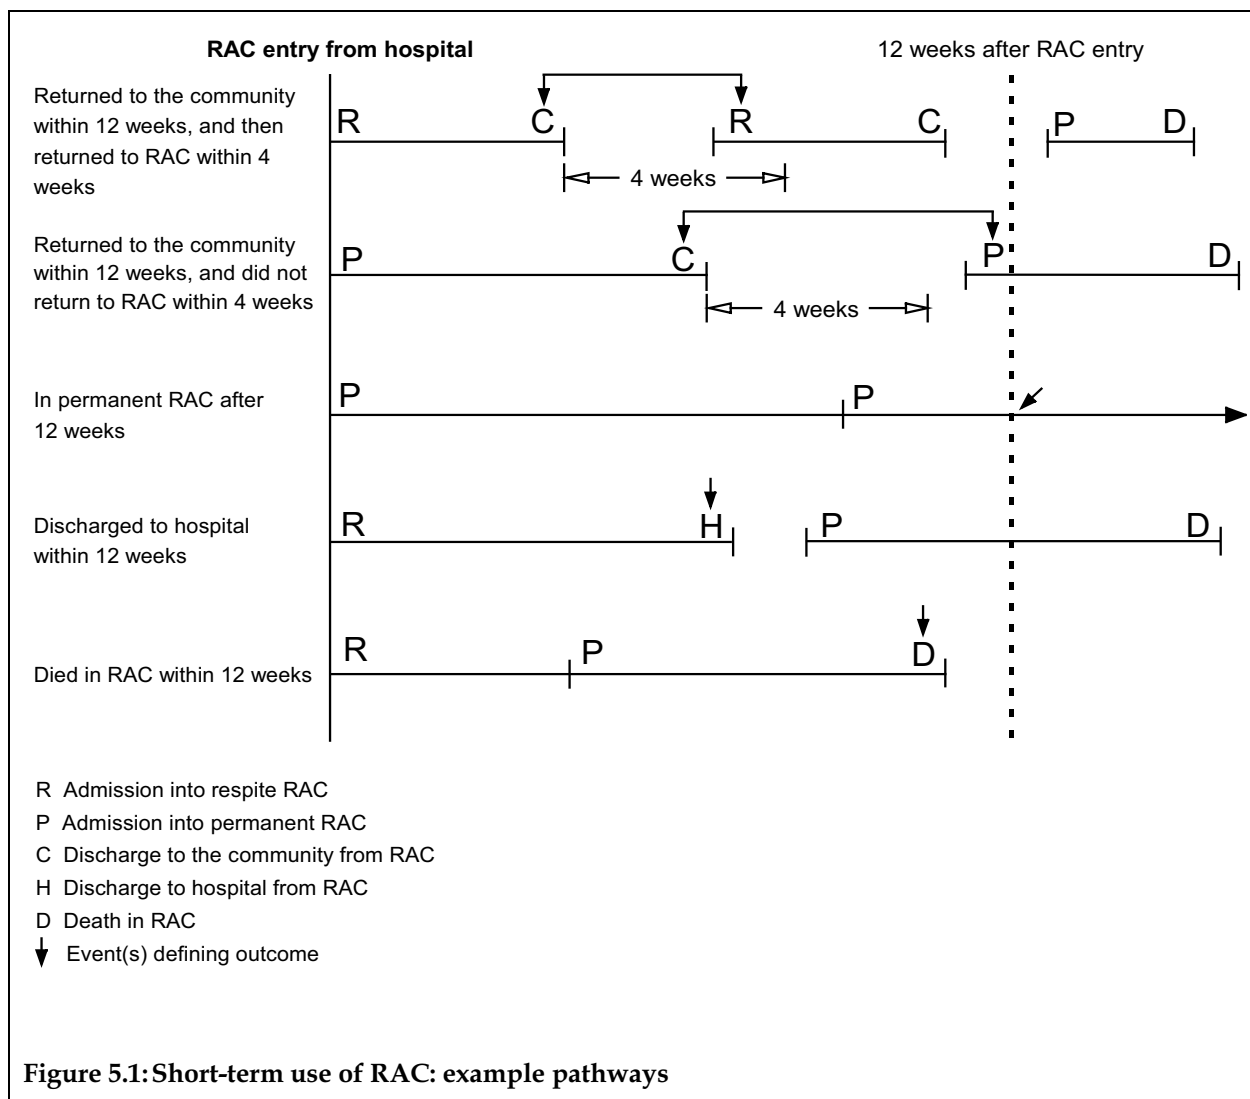 RAC entry from hospital
12 weeks after RAC entry
Returned to the community
within 12 weeks, and then
returned to RAC within 4
weeks
R
C
R
C
P
D
4 weeks
Returned to the community
within 12 weeks, and did not
return to RAC within 4 weeks
P
C
P
D
4 weeks
In permanent RAC after
12 weeks
P
P
Discharged to hospital
within 12 weeks
R
H
P
D
Died in RAC within 12 weeks
R
P
D
R Admission into respite RAC
P Admission into permanent RAC
C Discharge to the community from RAC
H Discharge to hospital from RAC
D Death in RAC
Event(s) defining outcome
Figure 5.1: Short-term use of RAC: example pathways